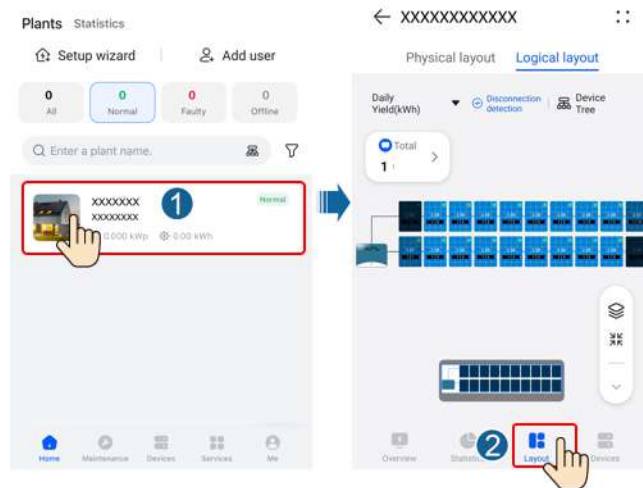 Plants Statistics
Setup wizard
Add user
0
All
0
Normal
0
Faulty
0
Offline
Enter a plant name.
XXXXXXX
XXXXXXXX
Normal
0.000 kWp
0.00 kWh
1
Home
Maintenance
Devices
Services
Me
XXXXXXXXXXXX
Physical layout
Logical layout
Daily
Yield(kWh)
Disconnection
detection
Device
Tree
Total
1
Overview
2
Layout
Devices